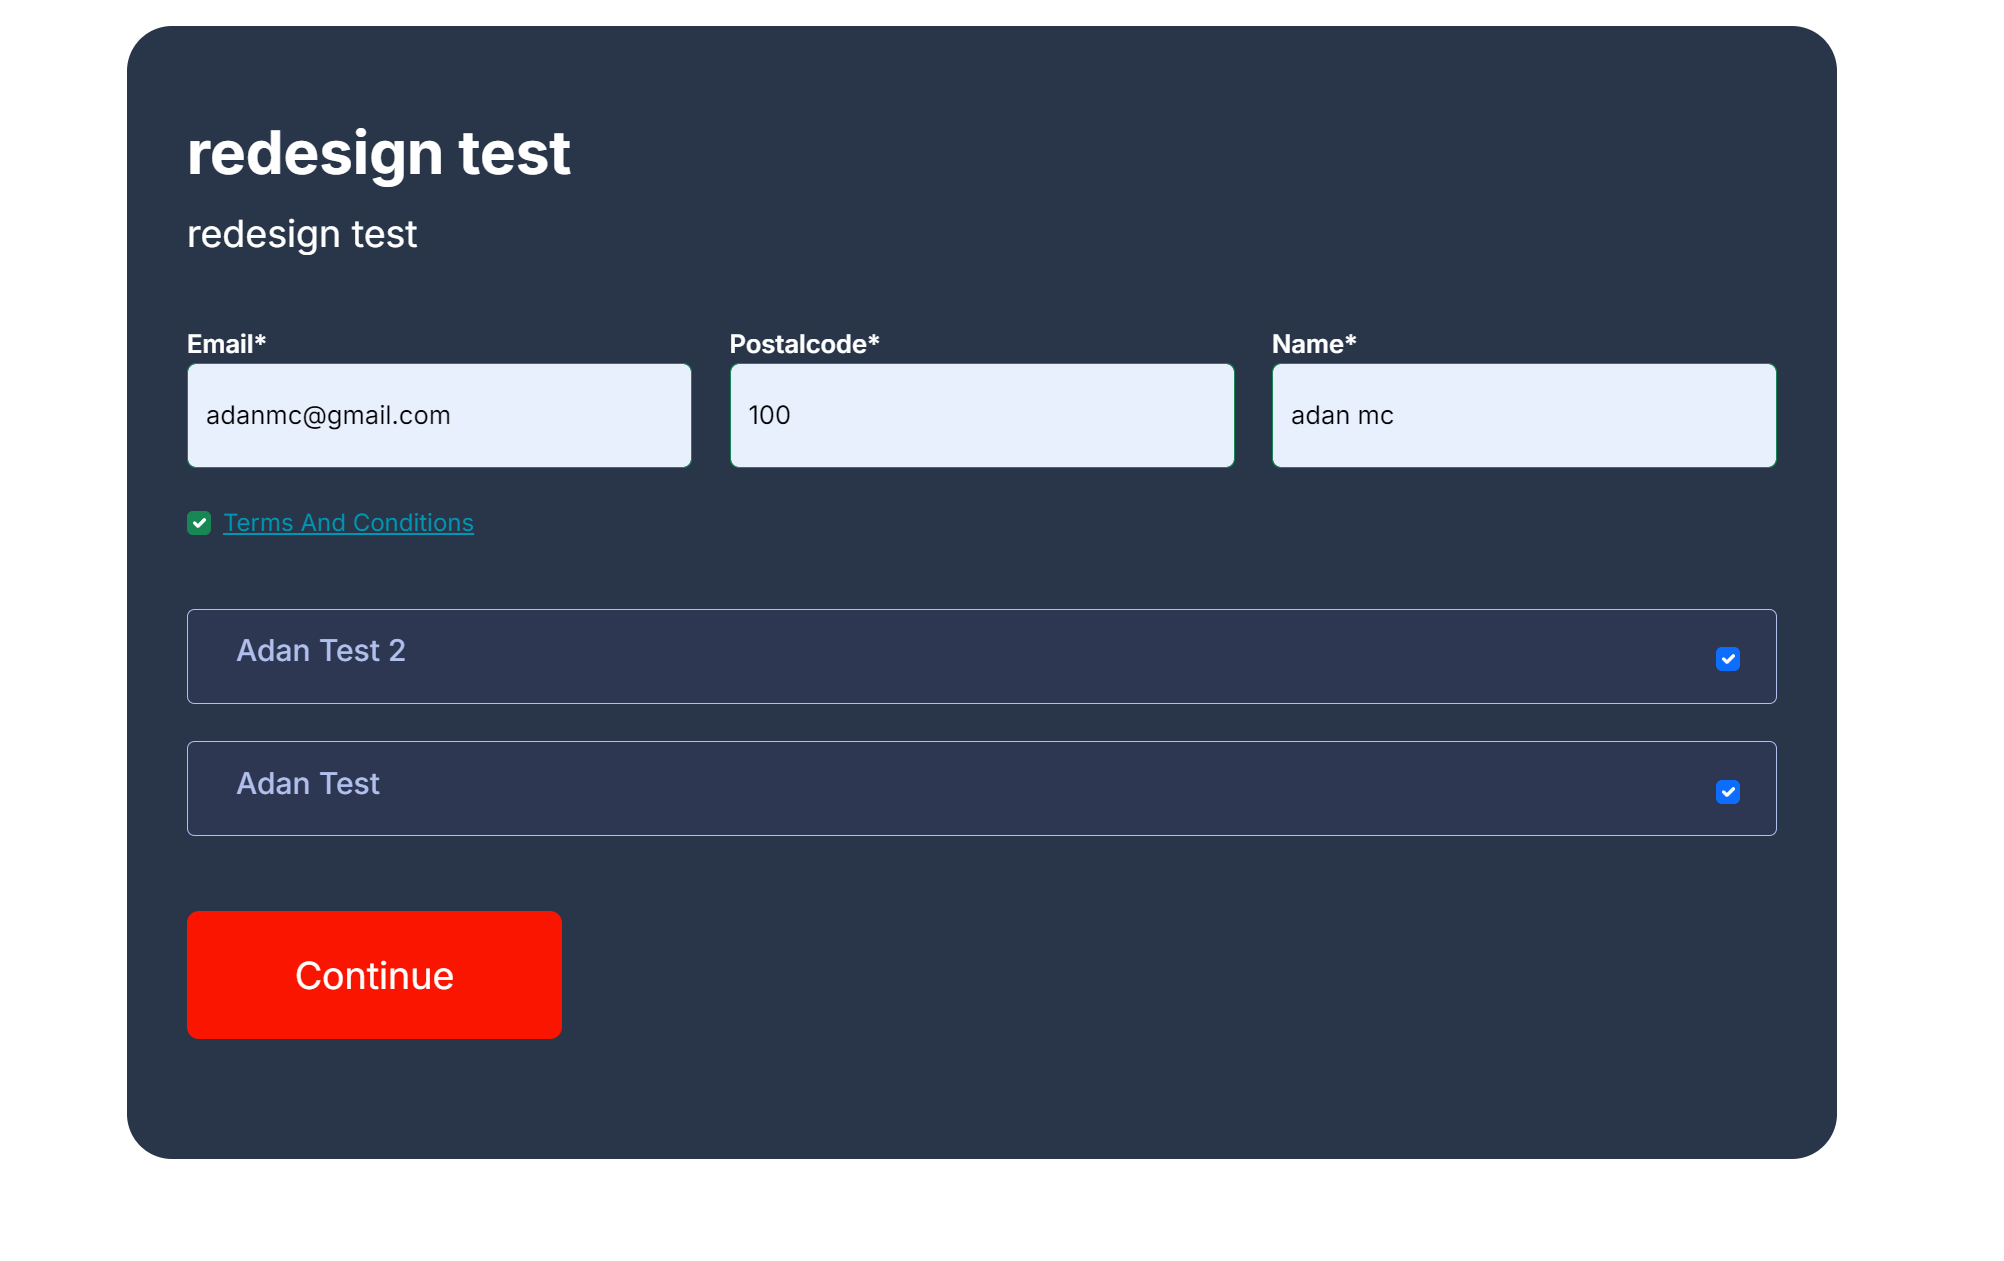 redesign test
redesign test
Email* Postalcode* Name*
adanmc@gmail.com 100 adan mc
Terms And Conditions
Adan Test 2
Adan Test
Continue